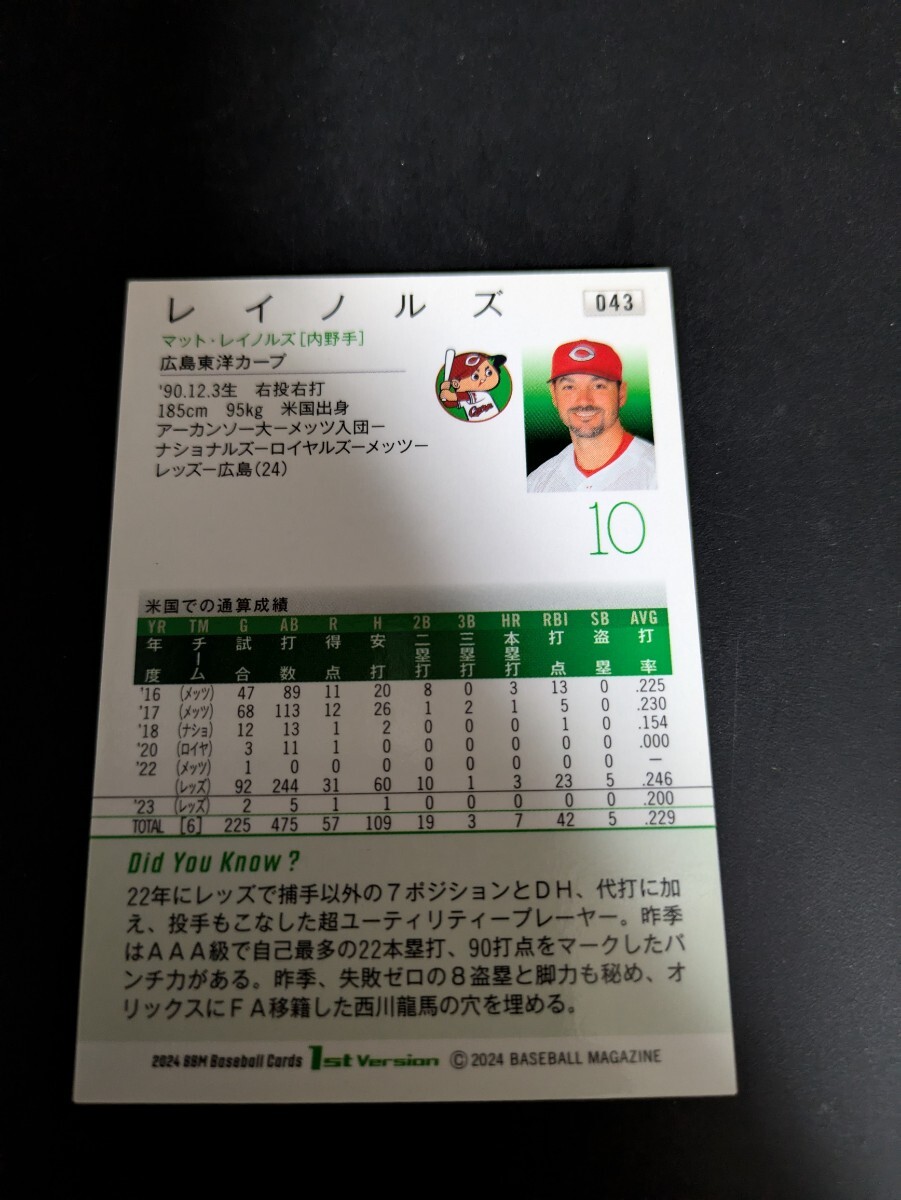 レイノルズ 043
マット・レイノルズ[内野手]
広島東洋カープ
'90.12.3生 右投右打
185cm 95kg 米国出身
アーカンソー大ーメッツ入団ー
ナショナルズーロイヤルズーメッツー
レッズー広島(24)
Carp
10
米国での通算成績
YR TM G AB R H 2B 3B HR RBI SB AVG
年度 チーム 試合 打数 得点 安打 二塁打 三塁打 本塁打 打点 盗塁 打率
'16 (メッツ) 47 89 11 20 8 0 3 13 0 .225
'17 (メッツ) 68 113 12 26 1 2 1 5 0 .230
'18 (ナショ) 12 13 1 2 0 0 0 1 0 .154
'20 (ロイヤ) 3 11 1 0 0 0 0 0 0 .000
'22 (メッツ) 1 0 0 0 0 0 0 0 0 ー
(レッズ) 92 244 31 60 10 1 3 23 5 .246
'23 (レッズ) 2 5 1 1 0 0 0 0 0 .200
TOTAL [6] 225 475 57 109 19 3 7 42 5 .229
Did You Know?
22年にレッズで捕手以外の7ポジションとDH、代打に加
え、投手もこなした超ユーティリティープレーヤー。昨季
はAAA級で自己最多の22本塁打、90打点をマークしたパ
ンチ力がある。昨季、失敗ゼロの8盗塁と脚力も秘め、オ
リックスにFA移籍した西川龍馬の穴を埋める。
2024 BBM Baseball Cards 1st Version ©2024 BASEBALL MAGAZINE